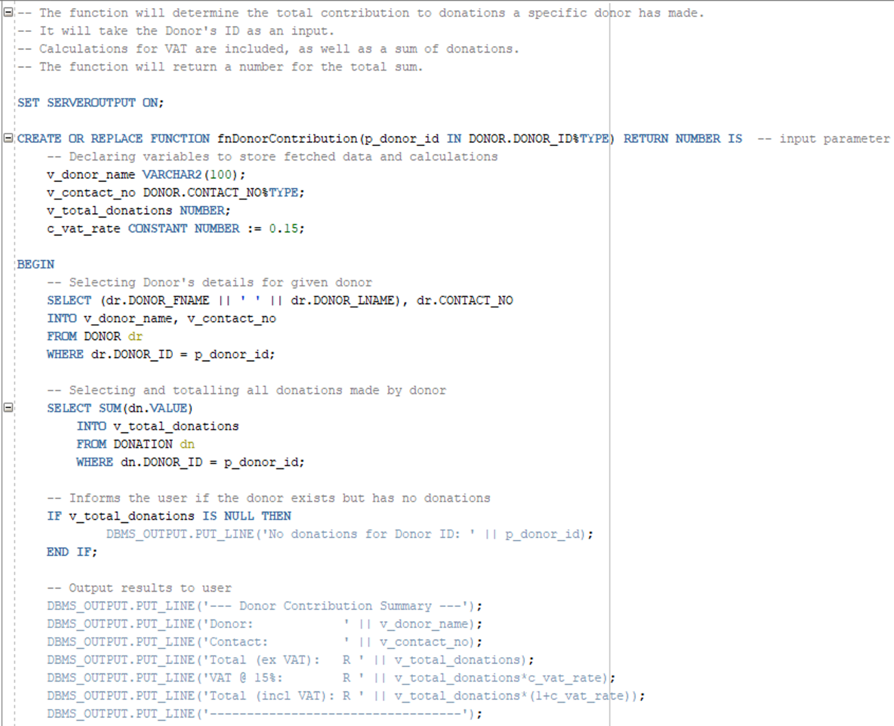 -- The function will determine the total contribution to donations a specific donor has made.
-- It will take the Donor's ID as an input.
-- Calculations for VAT are included, as well as a sum of donations.
-- The function will return a number for the total sum.

SET SERVEROUTPUT ON;

CREATE OR REPLACE FUNCTION fnDonorContribution(p_donor_id IN DONOR.DONOR_ID%TYPE) RETURN NUMBER IS  -- input parameter
    -- Declaring variables to store fetched data and calculations
    v_donor_name VARCHAR2(100);
    v_contact_no DONOR.CONTACT_NO%TYPE;
    v_total_donations NUMBER;
    c_vat_rate CONSTANT NUMBER := 0.15;

BEGIN
    -- Selecting Donor's details for given donor
    SELECT (dr.DONOR_FNAME || ' ' || dr.DONOR_LNAME), dr.CONTACT_NO
    INTO v_donor_name, v_contact_no
    FROM DONOR dr
    WHERE dr.DONOR_ID = p_donor_id;

    -- Selecting and totalling all donations made by donor
    SELECT SUM(dn.VALUE)
        INTO v_total_donations
        FROM DONATION dn
        WHERE dn.DONOR_ID = p_donor_id;

    -- Informs the user if the donor exists but has no donations
    IF v_total_donations IS NULL THEN
            DBMS_OUTPUT.PUT_LINE('No donations for Donor ID: ' || p_donor_id);
    END IF;

    -- Output results to user
    DBMS_OUTPUT.PUT_LINE('--- Donor Contribution Summary ---');
    DBMS_OUTPUT.PUT_LINE('Donor:            ' || v_donor_name);
    DBMS_OUTPUT.PUT_LINE('Contact:          ' || v_contact_no);
    DBMS_OUTPUT.PUT_LINE('Total (ex VAT):   R ' || v_total_donations);
    DBMS_OUTPUT.PUT_LINE('VAT @ 15%:        R ' || v_total_donations*c_vat_rate);
    DBMS_OUTPUT.PUT_LINE('Total (incl VAT): R ' || v_total_donations*(1+c_vat_rate));
    DBMS_OUTPUT.PUT_LINE('----------------------------------');